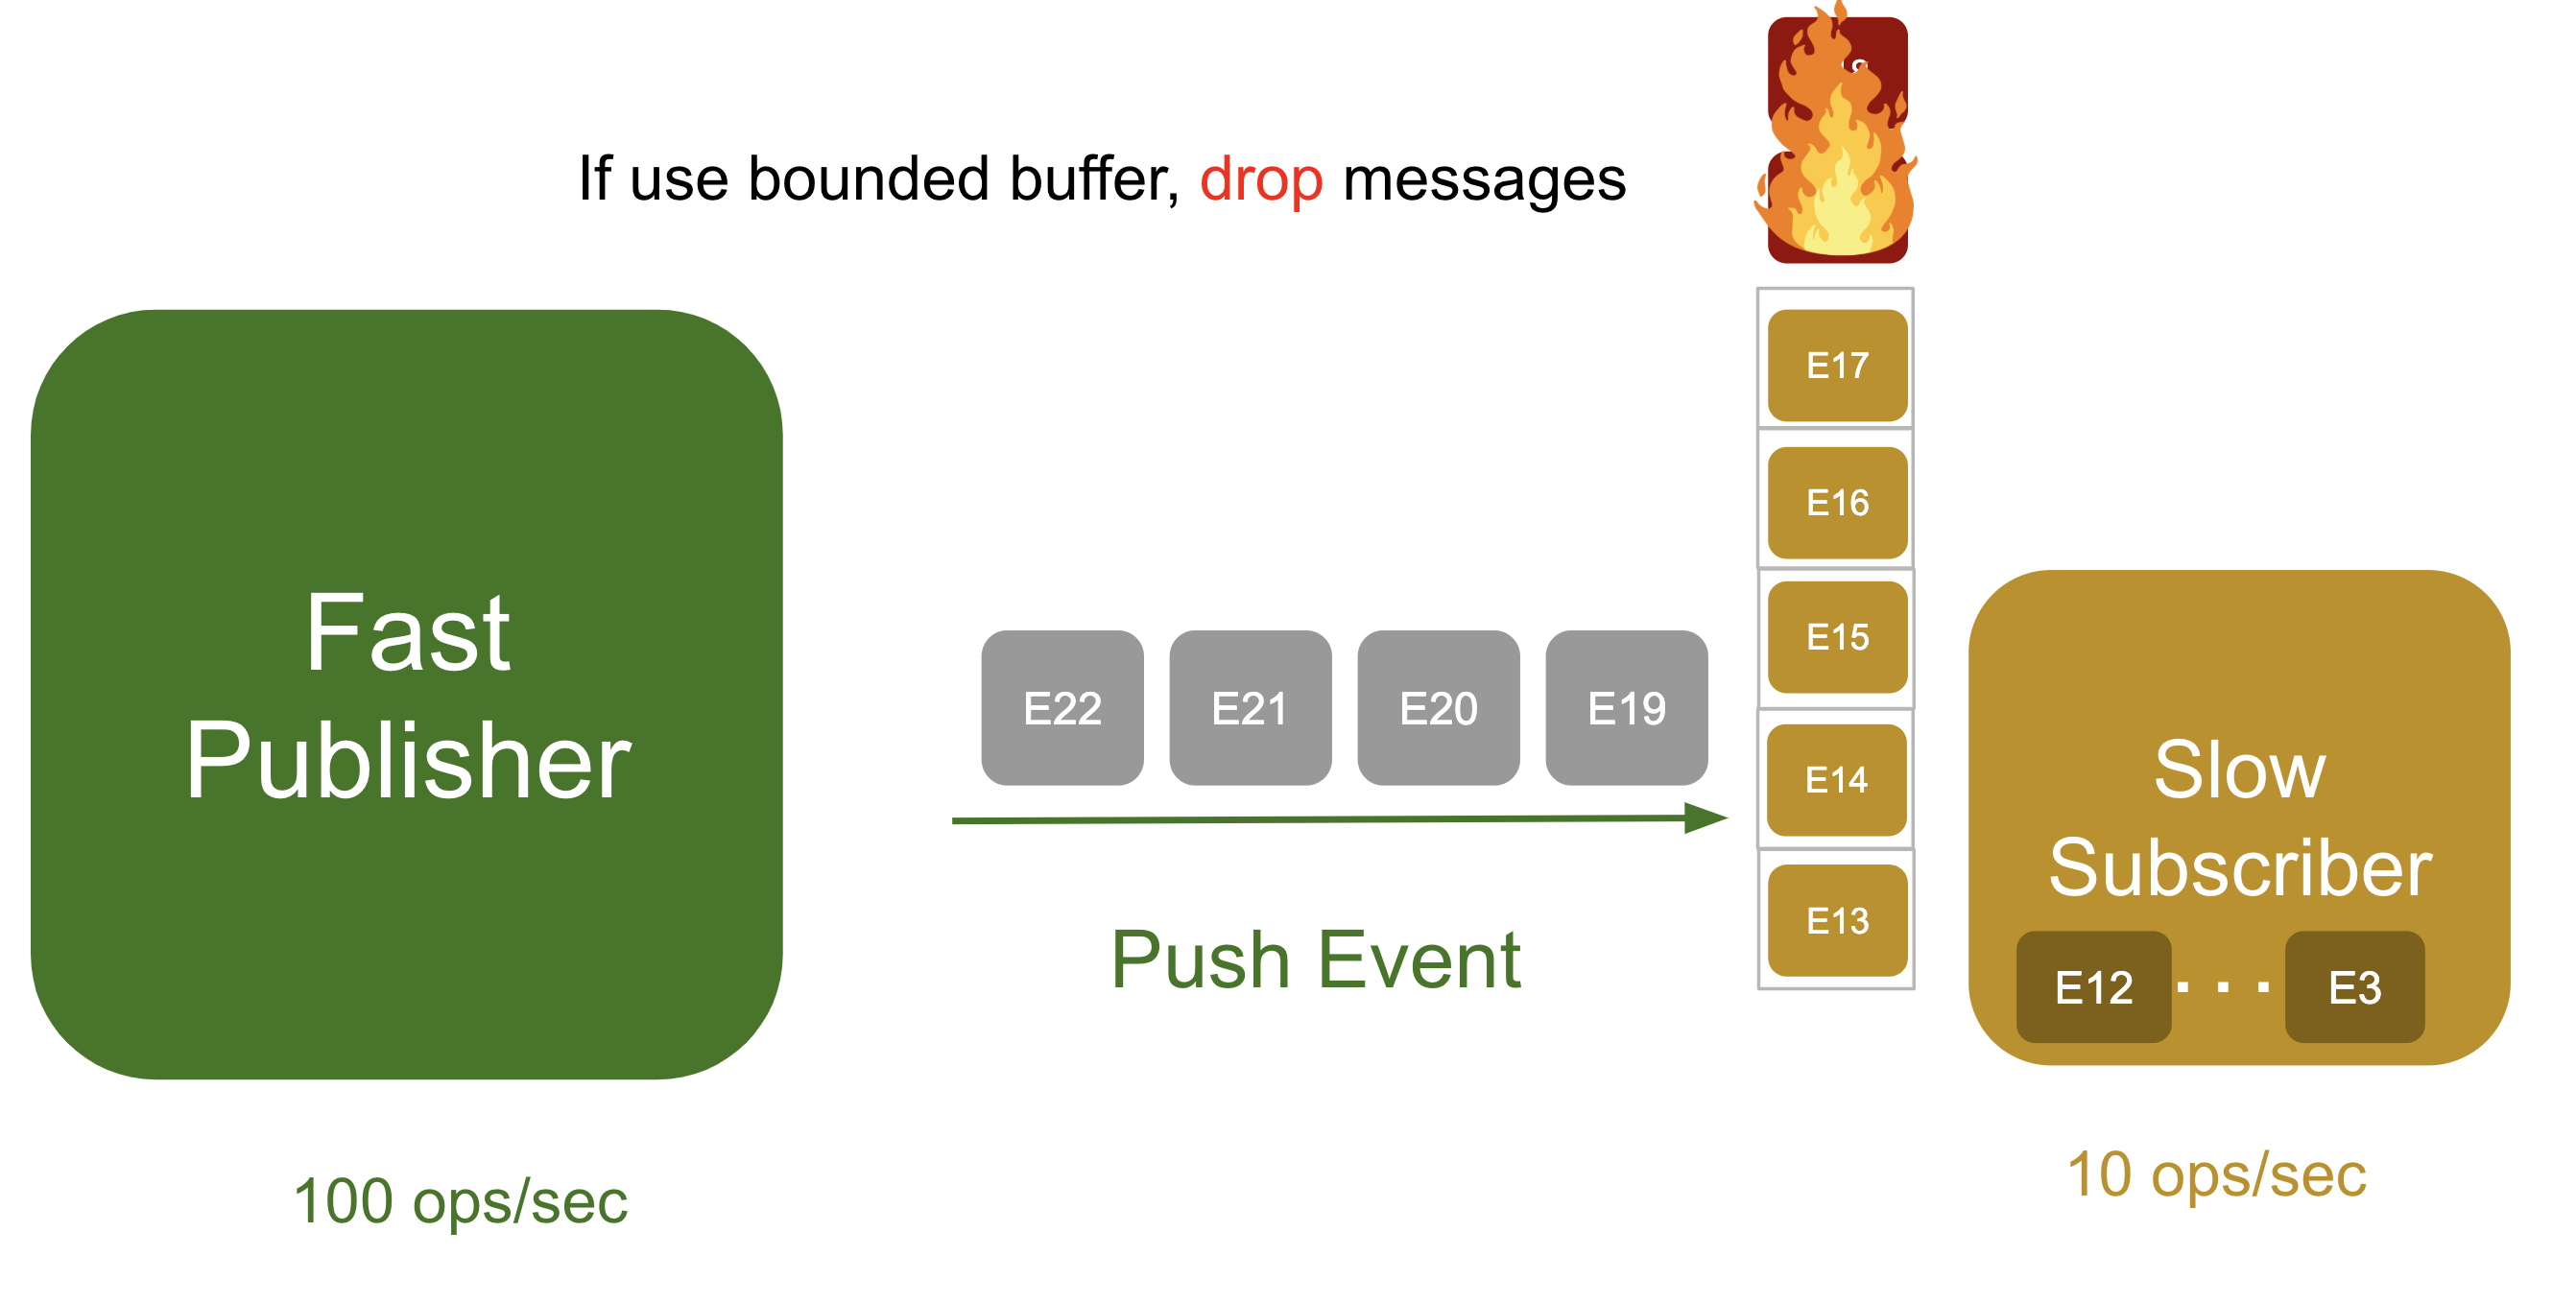 If use bounded buffer, drop messages
E17
E16
E15
E14
E13
Fast
Publisher
E22
E21
E20
E19
Push Event
Slow
Subscriber
E12
...
E3
100 ops/sec
10 ops/sec